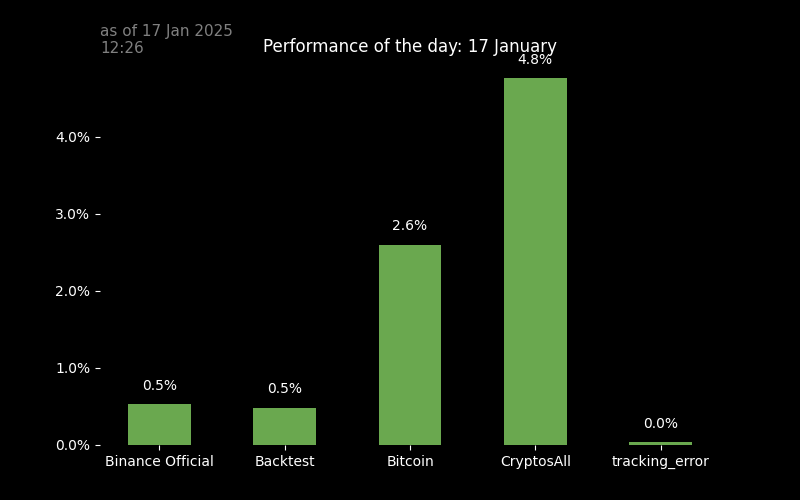 as of 17 Jan 2025
12:26
Performance of the day: 17 January
4.8%
4.0%
3.0%
2.6%
2.0%
1.0%
0.5%
0.5%
0.0%
0.0%
Binance Official
Backtest
Bitcoin
CryptosAll
tracking_error